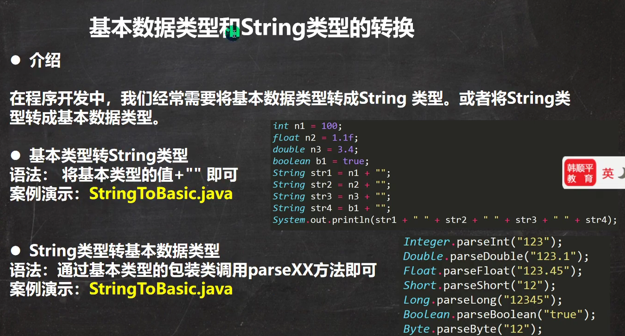 基本数据类型和String类型的转换
● 介绍
在程序开发中，我们经常需要将基本数据类型转成String 类型。或者将String类
型转成基本数据类型。
● 基本类型转String类型
语法： 将基本类型的值+"" 即可
案例演示：StringToBasic.java
int n1 = 100;
float n2 = 1.1f;
double n3 = 3.4;
boolean b1 = true;
String str1 = n1 + "";
String str2 = n2 + "";
String str3 = n3 + "";
String str4 = b1 + "";
System.out.println(str1 + " " + str2 + " " + str3 + " " + str4);
韩顺平
教 育
英
● String类型转基本数据类型
语法：通过基本类型的包装类调用parseXX方法即可
案例演示：StringToBasic.java
Integer.parseInt("123");
Double.parseDouble("123.1");
Float.parseFloat("123.45");
Short.parseShort("12");
Long.parseLong("12345");
Boolean.parseBoolean("true");
Byte.parseByte("12");